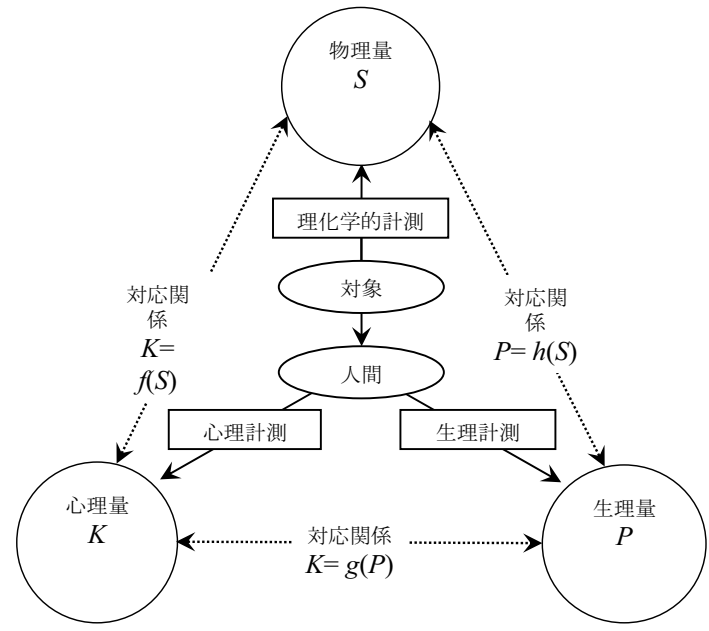 物理量
S
理化学的計測
対象
対応関
係
K=
f(S)
対応関
係
P= h(S)
人間
心理計測
生理計測
心理量
K
対応関係
K= g(P)
生理量
P